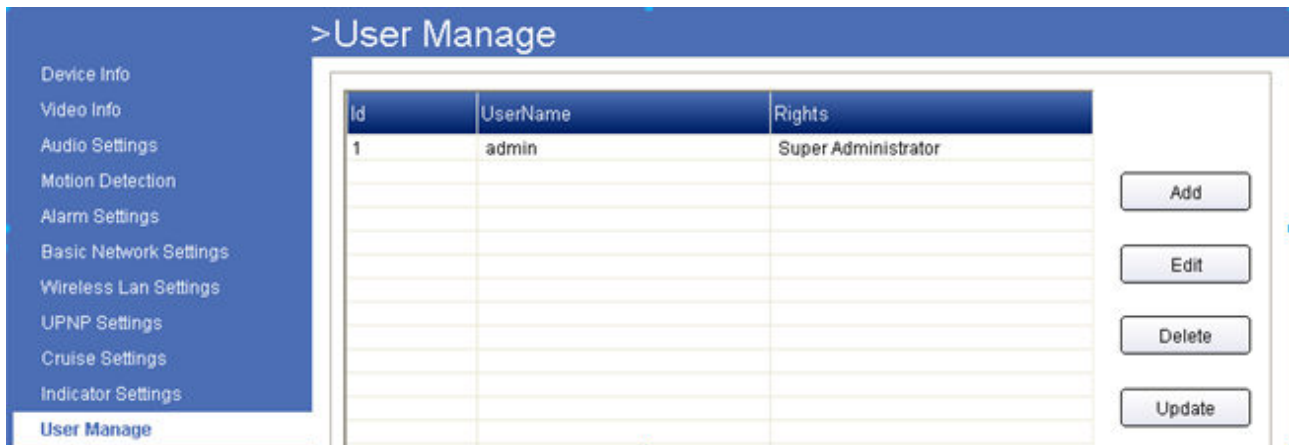 >User Manage
Device Info
Video Info
Audio Settings
Motion Detection
Alarm Settings
Basic Network Settings
Wireless Lan Settings
UPNP Settings
Cruise Settings
Indicator Settings
User Manage
Id UserName Rights
1 admin Super Administrator
Add
Edit
Delete
Update